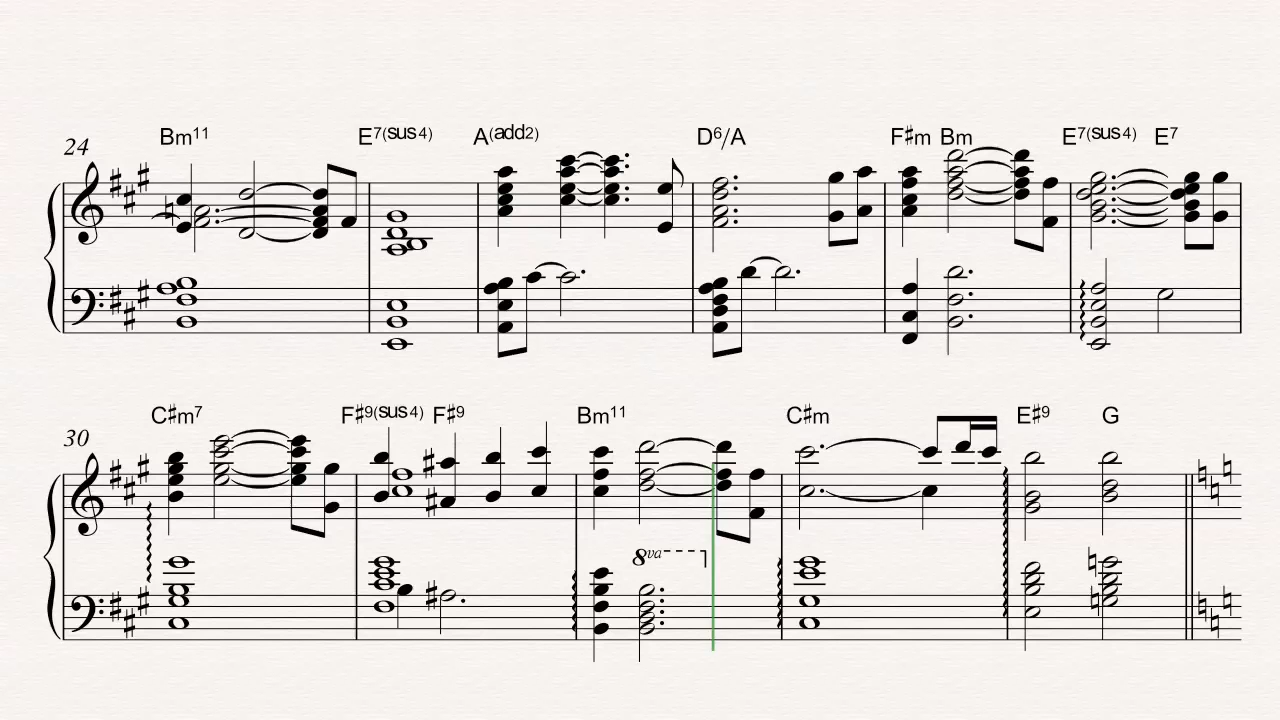 Bm11 E7(sus4) A(add2) D6/A F♯m Bm E7(sus4) E7
24
C♯m7 F♯9(sus4) F♯9 Bm11 C♯m E♯9 G
30
8va